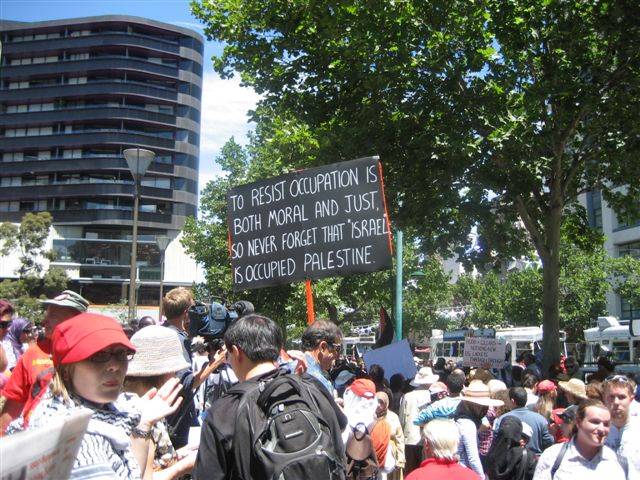 TO RESIST OCCUPATION IS
BOTH MORAL AND JUST,
SO NEVER FORGET THAT "ISRAEL"
IS OCCUPIED PALESTINE.